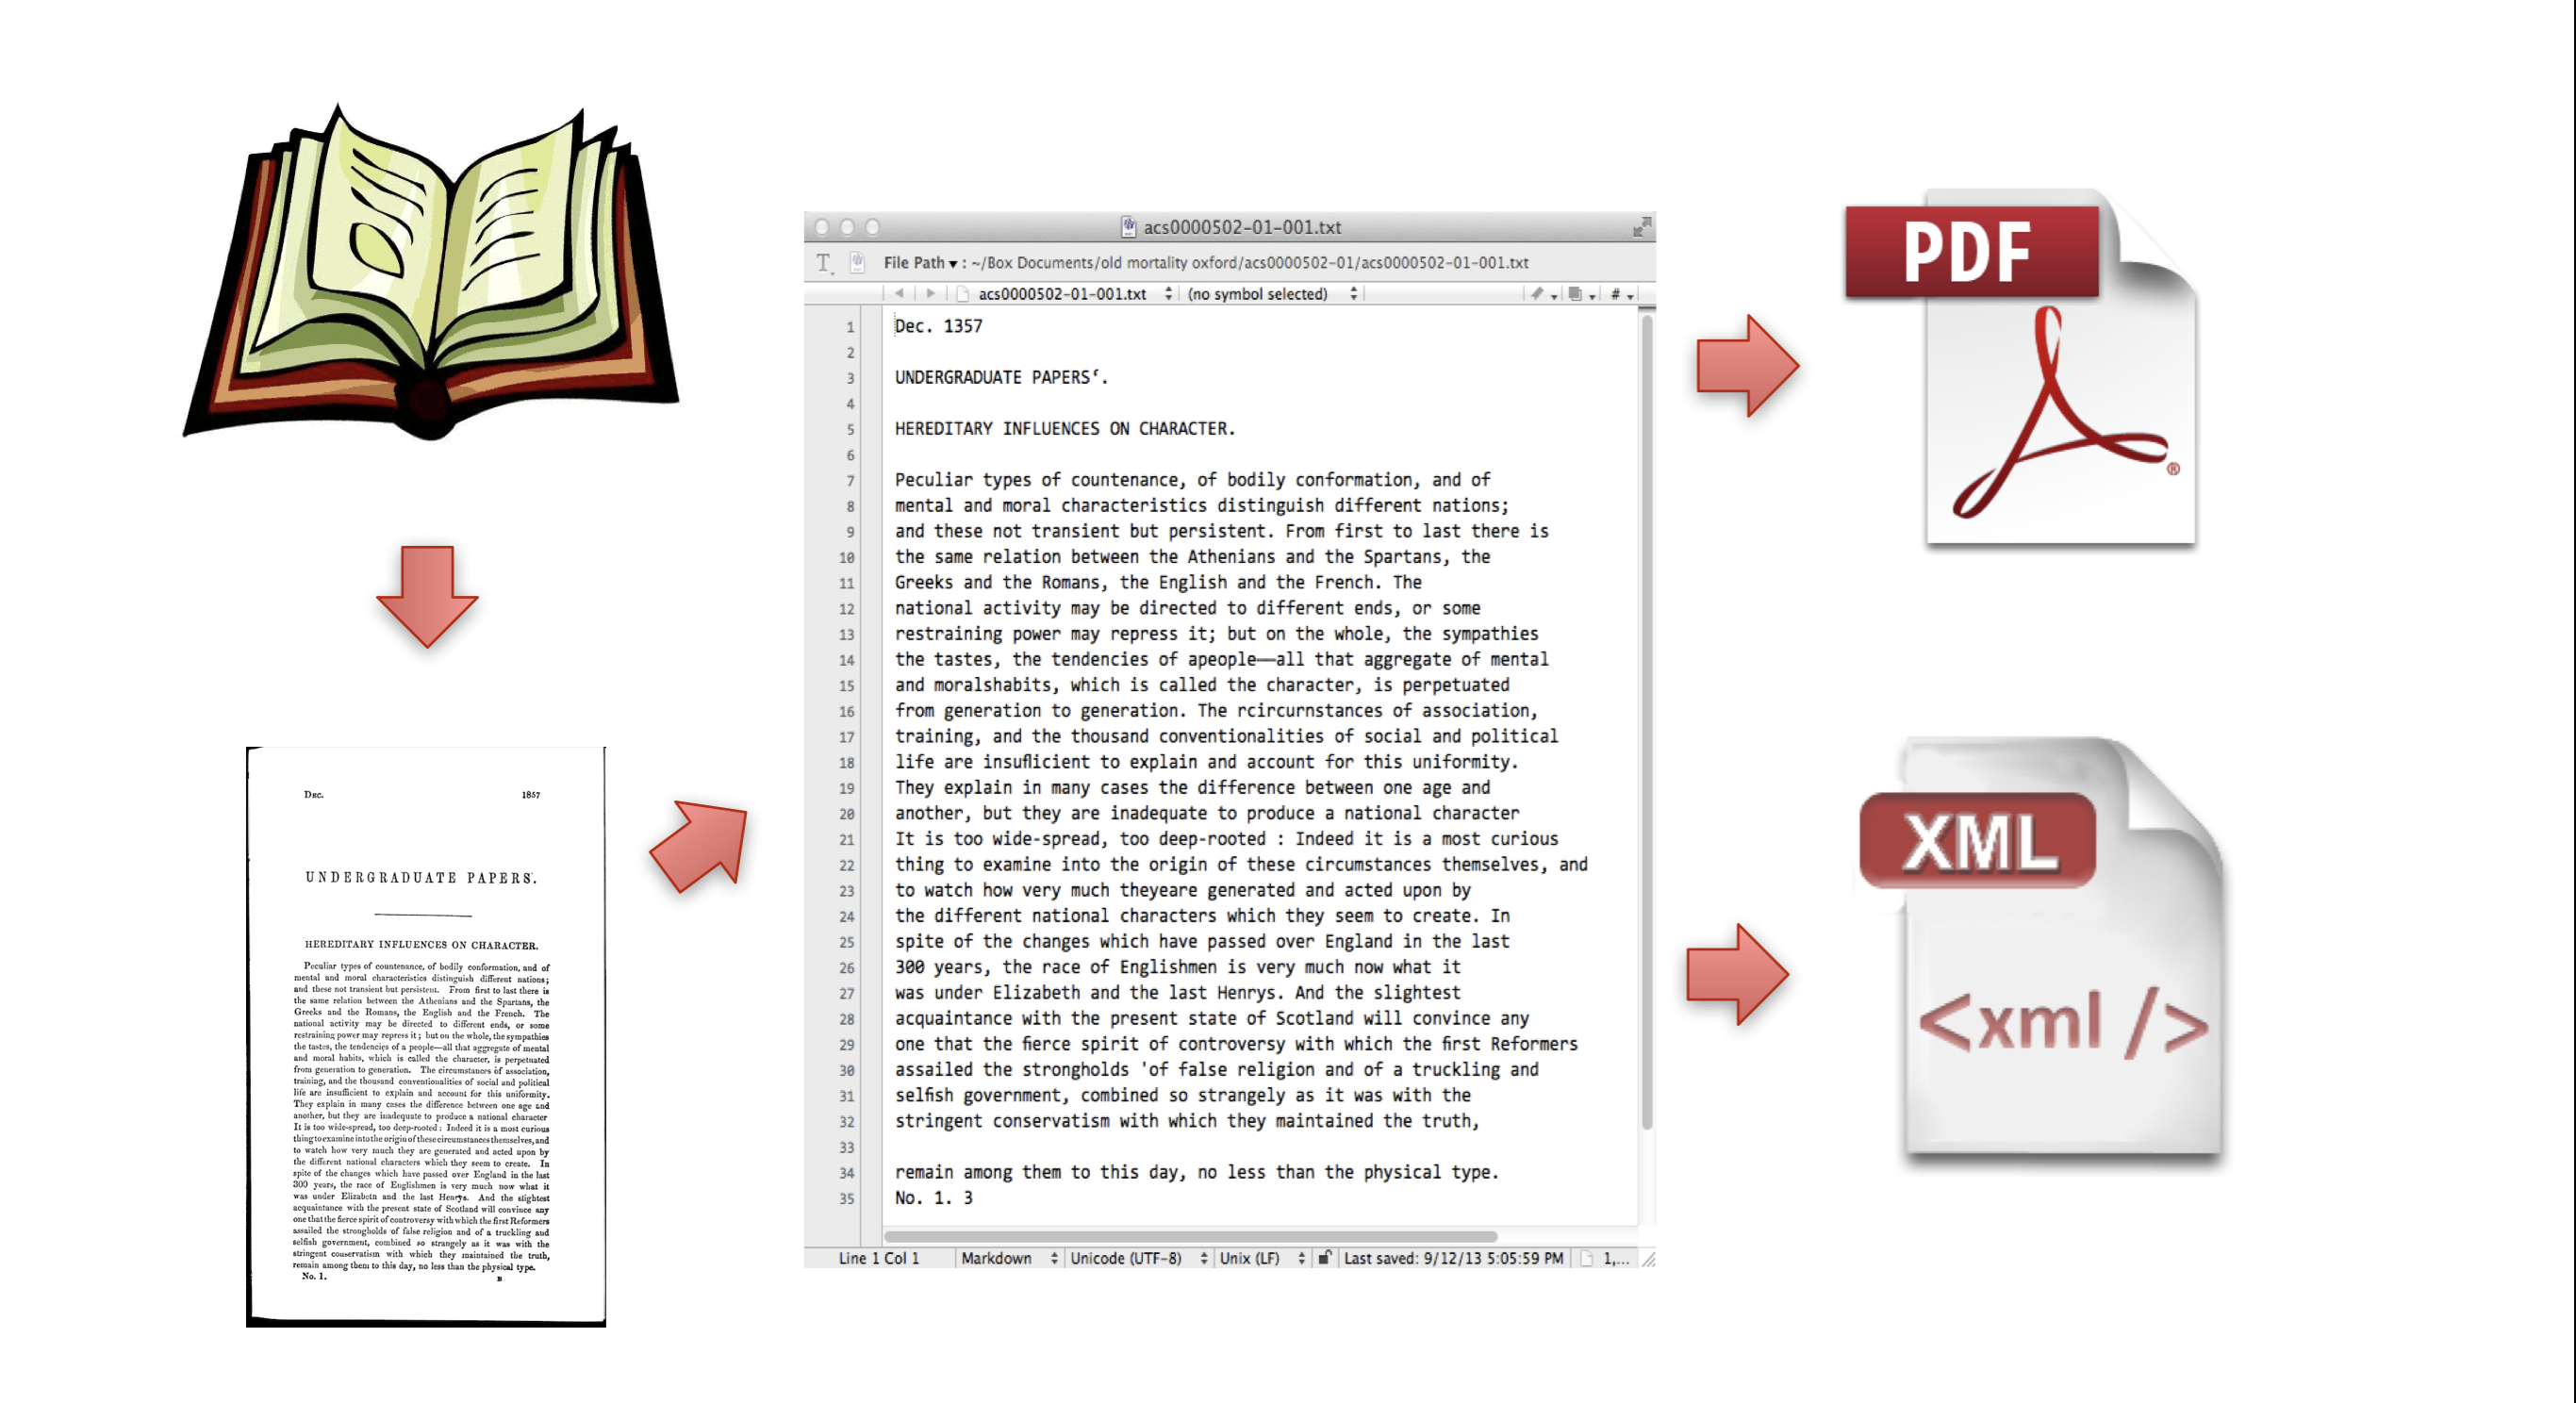 Dec. 1857
UNDERGRADUATE PAPERS.
HEREDITARY INFLUENCES ON CHARACTER.
Peculiar types of countenance, of bodily conformation, and of
mental and moral characteristics distinguish different nations;
and these not transient but persistent. From first to last there is
the same relation between the Athenians and the Spartans, the
Greeks and the Romans, the English and the French. The
national activity may be directed to different ends, or some
restraining power may repress it; but on the whole, the sympathies
the tastes, the tendencies of a people—all that aggregate of mental
and moral habits, which is called the character, is perpetuated
from generation to generation. The circumstances of association,
training, and the thousand conventionalities of social and political
life are insufficient to explain and account for this uniformity.
They explain in many cases the difference between one age and
another, but they are inadequate to produce a national character
It is too wide-spread, too deep-rooted: Indeed it is a most curious
thing to examine into the origin of these circumstances themselves, and
to watch how very much they are generated and acted upon by
the different national characters which they seem to create. In
spite of the changes which have passed over England in the last
300 years, the race of Englishmen is very much now what it
was under Elizabeth and the last Henrys. And the slightest
acquaintance with the present state of Scotland will convince any
one that the fierce spirit of controversy with which the first Reformers
assailed the strongholds of false religion and of a truckling and
selfish government, combined so strangely as it was with the
stringent conservatism with which they maintained the truth,
remain among them to this day, no less than the physical type.
No. 1. B
acs0000502-01-001.txt
File Path ▾ : ~/Box Documents/old mortality oxford/acs0000502-01/acs0000502-01-001.txt
acs0000502-01-001.txt (no symbol selected) #
1 Dec. 1357
2
3 UNDERGRADUATE PAPERS‘.
4
5 HEREDITARY INFLUENCES ON CHARACTER.
6
7 Peculiar types of countenance, of bodily conformation, and of
8 mental and moral characteristics distinguish different nations;
9 and these not transient but persistent. From first to last there is
10 the same relation between the Athenians and the Spartans, the
11 Greeks and the Romans, the English and the French. The
12 national activity may be directed to different ends, or some
13 restraining power may repress it; but on the whole, the sympathies
14 the tastes, the tendencies of apeople—all that aggregate of mental
15 and moralshabits, which is called the character, is perpetuated
16 from generation to generation. The rcircurnstances of association,
17 training, and the thousand conventionalities of social and political
18 life are insuflicient to explain and account for this uniformity.
19 They explain in many cases the difference between one age and
20 another, but they are inadequate to produce a national character
21 It is too wide-spread, too deep-rooted : Indeed it is a most curious
22 thing to examine into the origin of these circumstances themselves, and
23 to watch how very much theyeare generated and acted upon by
24 the different national characters which they seem to create. In
25 spite of the changes which have passed over England in the last
26 300 years, the race of Englishmen is very much now what it
27 was under Elizabeth and the last Henrys. And the slightest
28 acquaintance with the present state of Scotland will convince any
29 one that the fierce spirit of controversy with which the first Reformers
30 assailed the strongholds 'of false religion and of a truckling and
31 selfish government, combined so strangely as it was with the
32 stringent conservatism with which they maintained the truth,
33
34 remain among them to this day, no less than the physical type.
35 No. 1. 3
Line 1 Col 1 Markdown Unicode (UTF-8) Unix (LF) Last saved: 9/12/13 5:05:59 PM 1,...
PDF
®
XML
<xml />